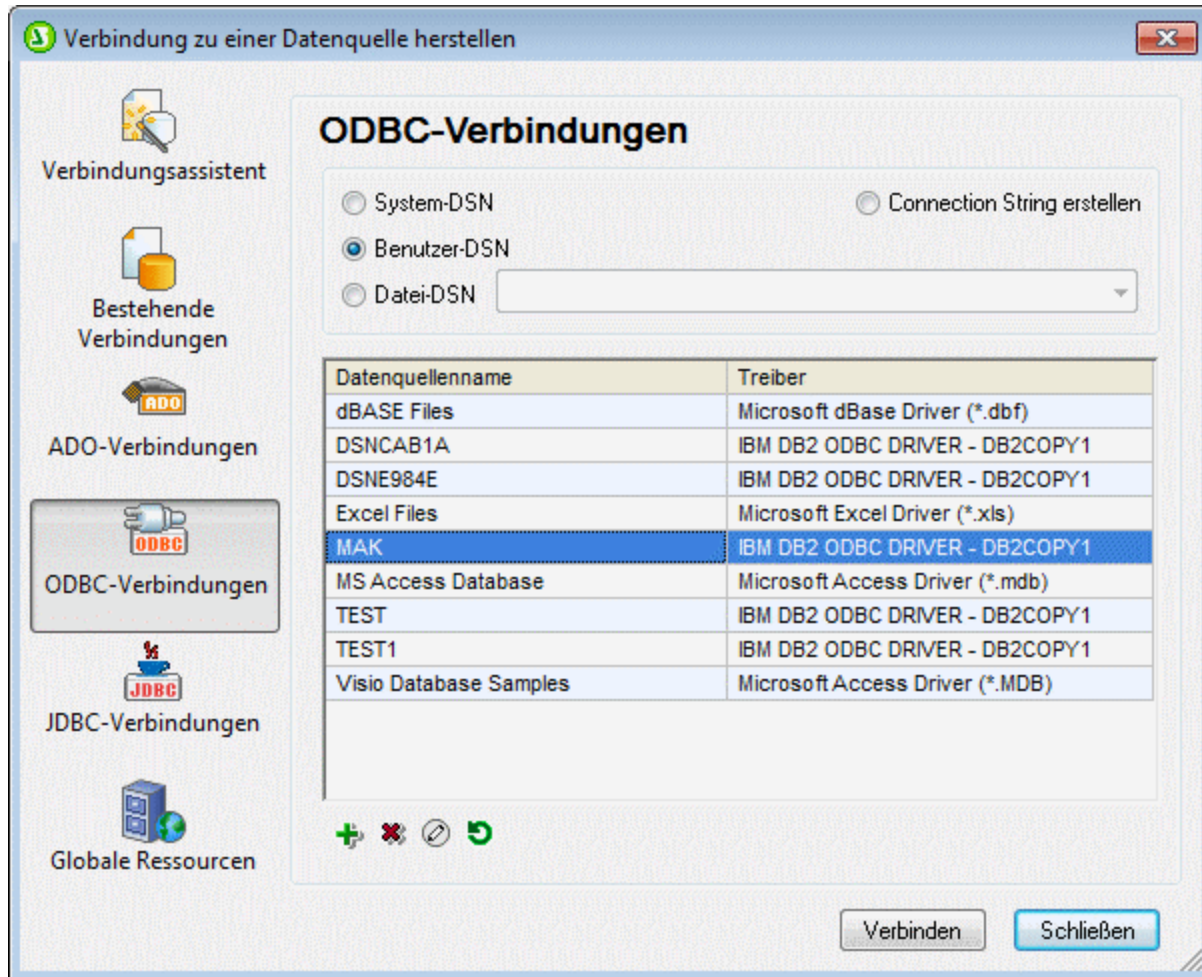 Verbindung zu einer Datenquelle herstellen
Verbindungsassistent
Bestehende
Verbindungen
ADO
ADO-Verbindungen
ODBC
ODBC-Verbindungen
JDBC
JDBC-Verbindungen
Globale Ressourcen
ODBC-Verbindungen
System-DSN Connection String erstellen
Benutzer-DSN
Datei-DSN
Datenquellenname Treiber
dBASE Files Microsoft dBase Driver (*.dbf)
DSNCAB1A IBM DB2 ODBC DRIVER - DB2COPY1
DSNE984E IBM DB2 ODBC DRIVER - DB2COPY1
Excel Files Microsoft Excel Driver (*.xls)
MAK IBM DB2 ODBC DRIVER - DB2COPY1
MS Access Database Microsoft Access Driver (*.mdb)
TEST IBM DB2 ODBC DRIVER - DB2COPY1
TEST1 IBM DB2 ODBC DRIVER - DB2COPY1
Visio Database Samples Microsoft Access Driver (*.MDB)
Verbinden Schließen